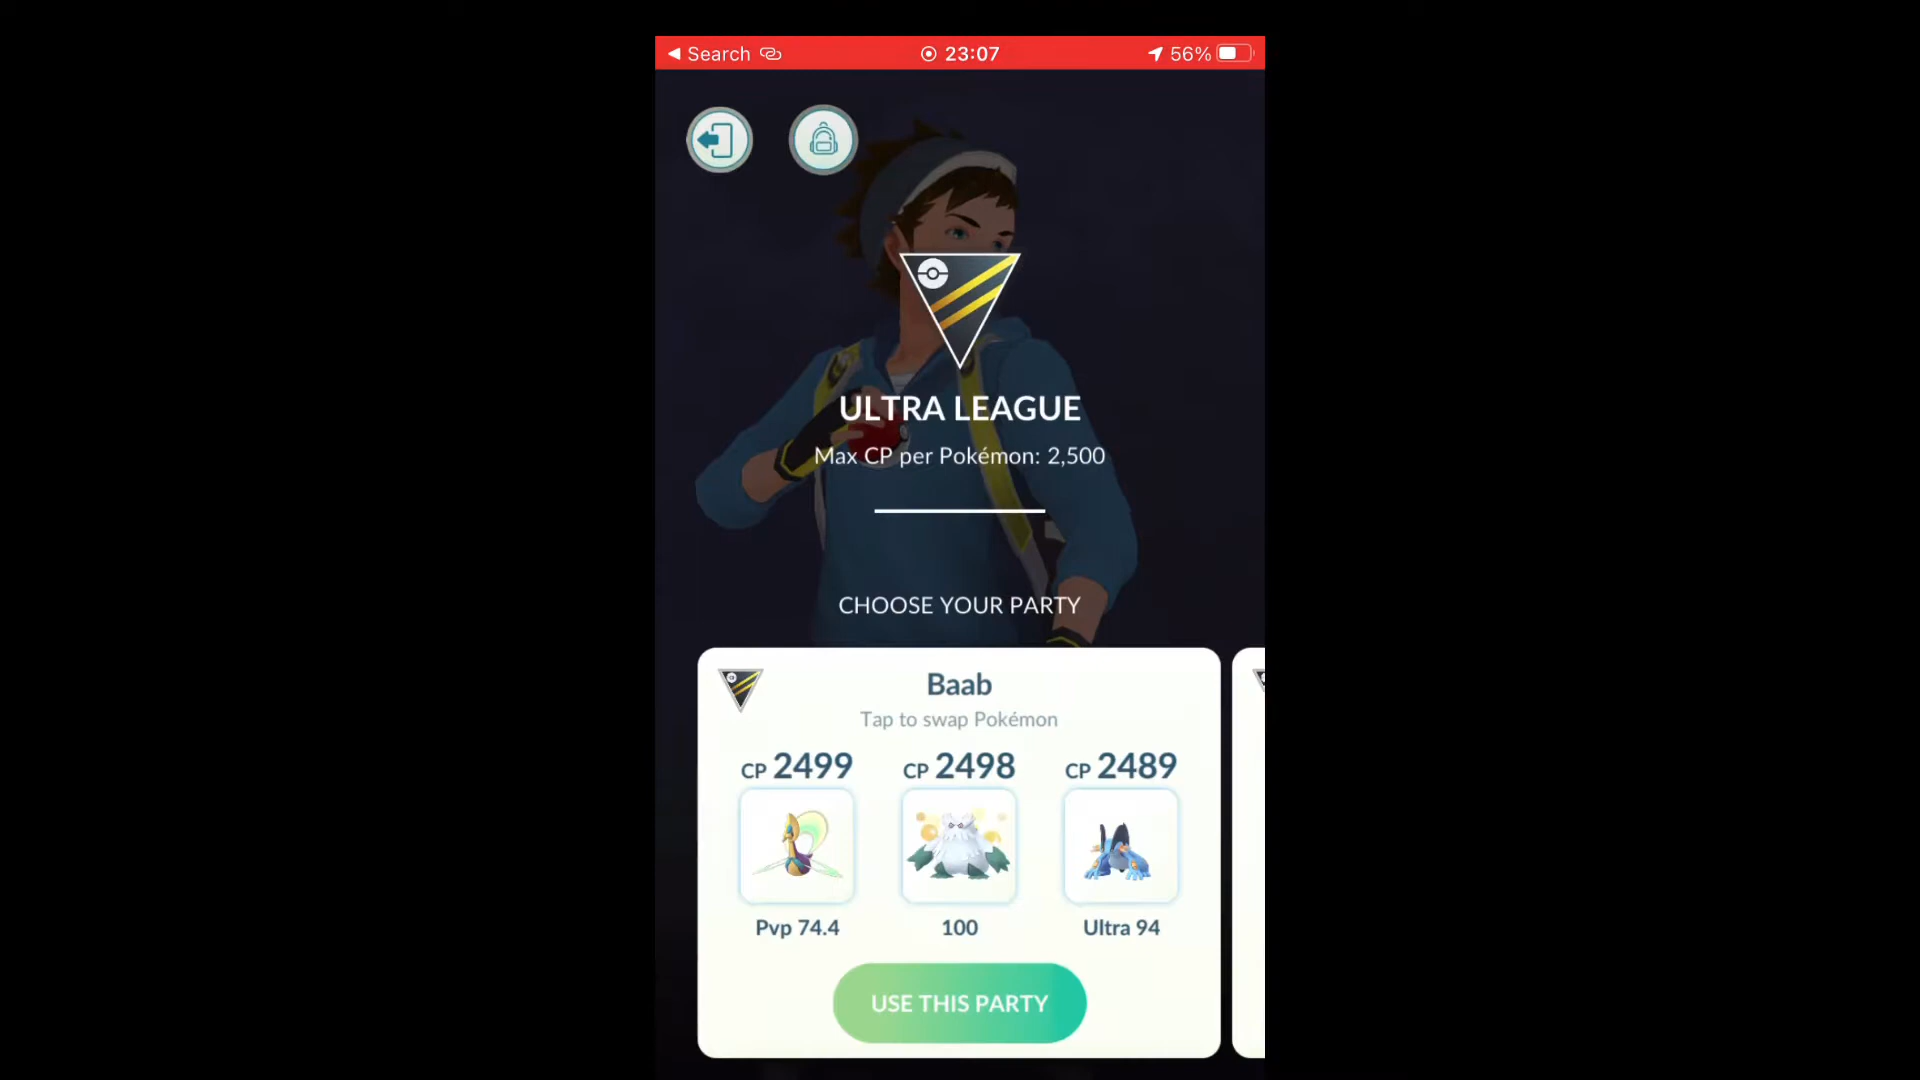 Search
23:07
56%
ULTRA LEAGUE
Max CP per Pokémon: 2,500
CHOOSE YOUR PARTY
Baab
Tap to swap Pokémon
CP 2499 CP 2498 CP 2489
Pvp 74.4 100 Ultra 94
USE THIS PARTY